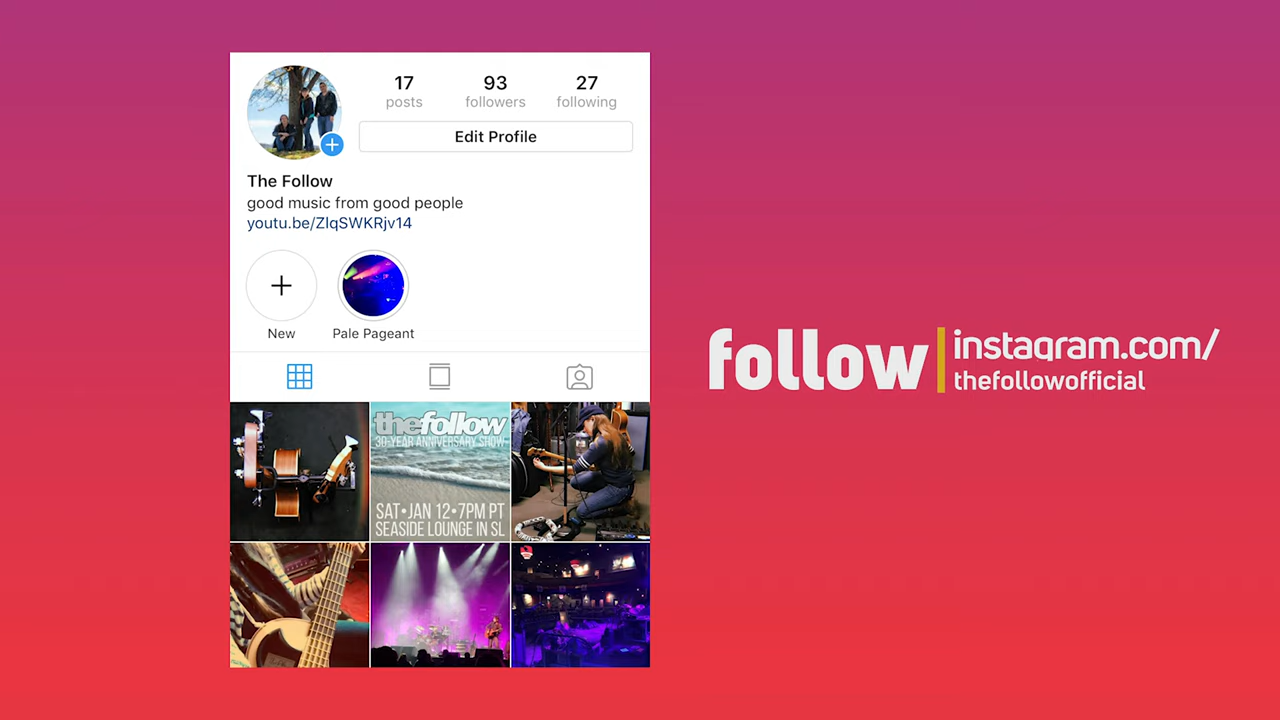 17 93 27
posts followers following
Edit Profile
The Follow
good music from good people
youtu.be/ZlqSWKRjv14
New Pale Pageant
thefollow
30-YEAR ANNIVERSARY SHOW
SAT•JAN 12•7PM PT
SEASIDE LOUNGE IN SL
follow
instagram.com/
thefollowofficial